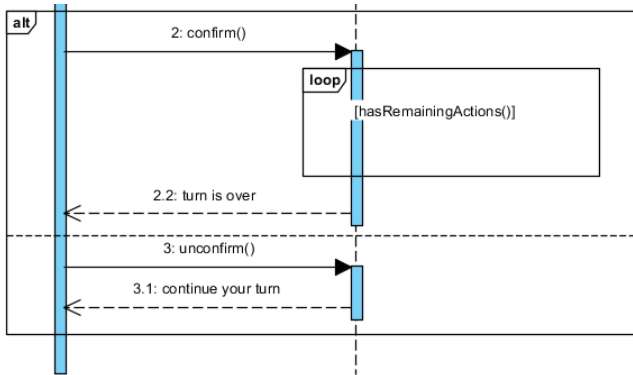 alt
2: confirm()
loop
[hasRemainingActions()]
2.2: turn is over
3: unconfirm()
3.1: continue your turn